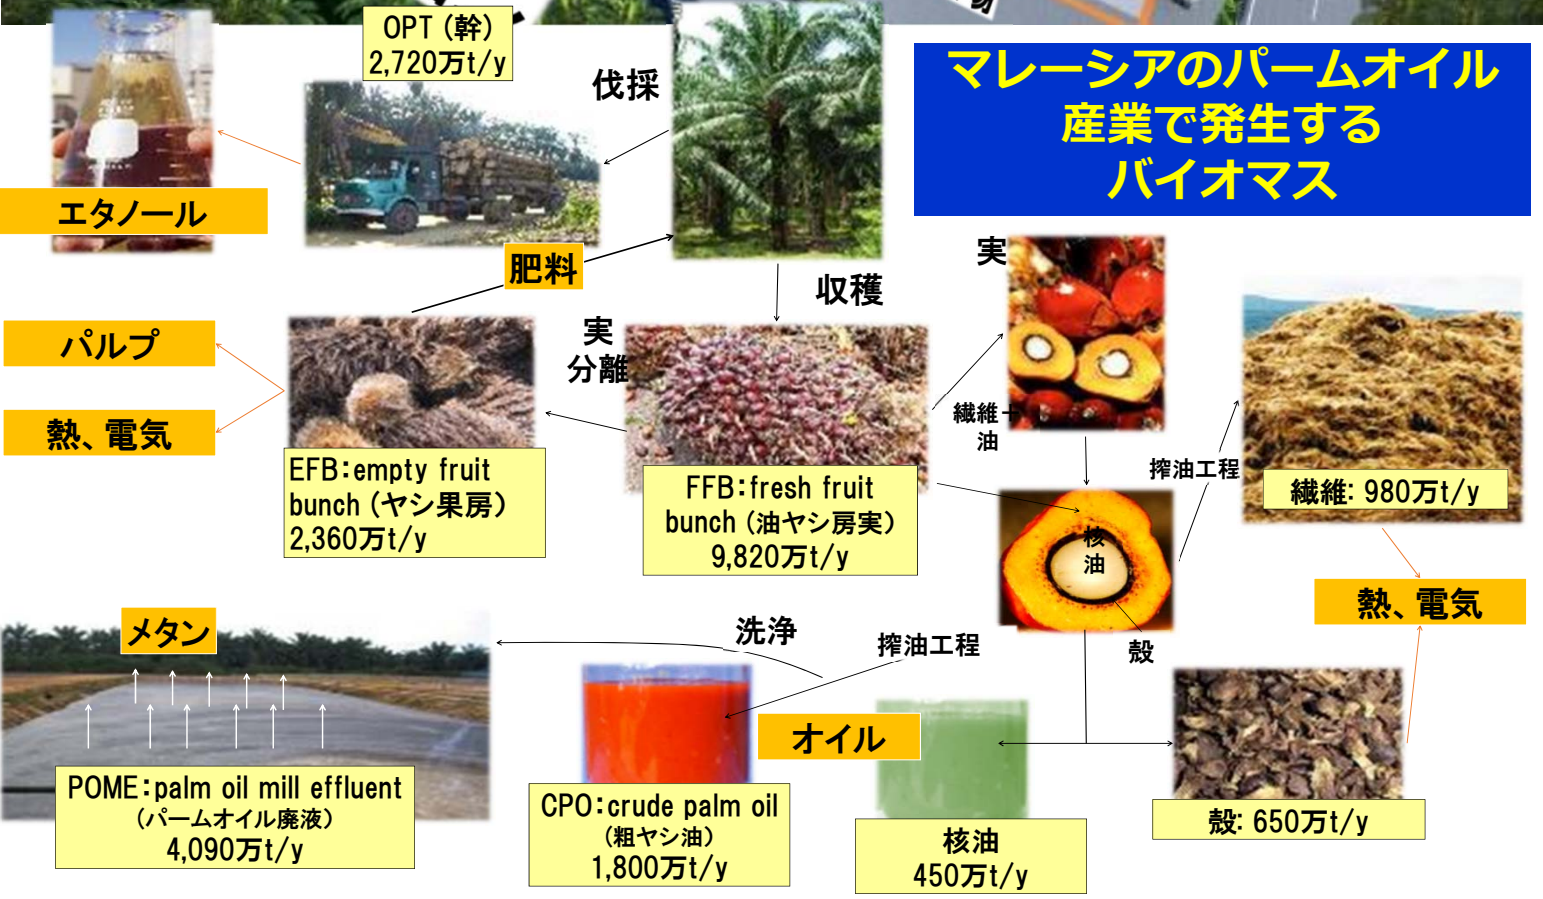 物
OPT（幹）
2,720万t/y
伐採
マレーシアのパームオイル
産業で発生する
バイオマス
エタノール
肥料
実
収穫
パルプ
実
分離
熱、電気
繊維＋
油
搾油工程
EFB：empty fruit
bunch（ヤシ果房）
2,360万t/y
FFB：fresh fruit
bunch（油ヤシ房実）
9,820万t/y
繊維: 980万t/y
核
油
熱、電気
メタン
洗浄
搾油工程
殻
オイル
POME：palm oil mill effluent
（パームオイル廃液）
4,090万t/y
CPO：crude palm oil
（粗ヤシ油）
1,800万t/y
核油
450万t/y
殻: 650万t/y